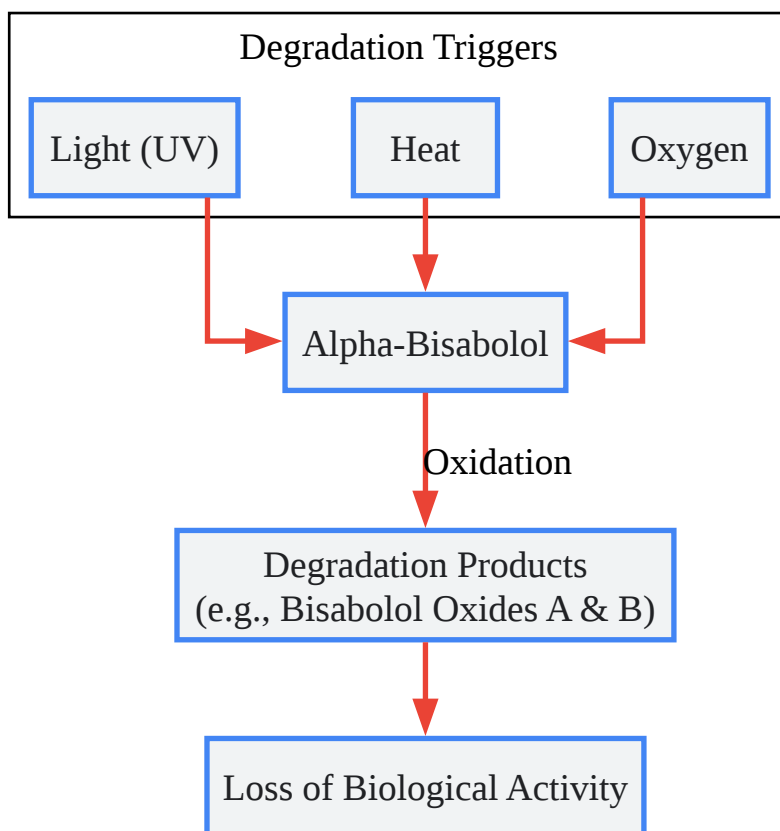 Degradation Triggers
Light (UV)
Heat
Oxygen
Alpha-Bisabolol
Oxidation
Degradation Products
(e.g., Bisabolol Oxides A & B)
Loss of Biological Activity